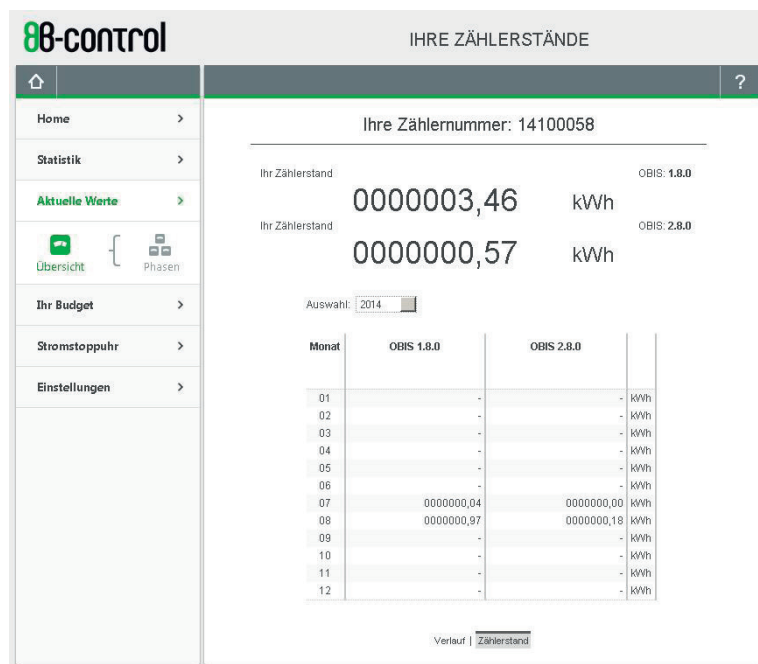 BB-control
IHRE ZÄHLERSTÄNDE
?
Home >
Statistik >
Aktuelle Werte >
Übersicht
Phasen
Ihr Budget >
Stromstoppuhr >
Einstellungen >
Ihre Zählernummer: 14100058
Ihr Zählerstand OBIS: 1.8.0
0000003,46 kWh
Ihr Zählerstand OBIS: 2.8.0
0000000,57 kWh
Auswahl: 2014
Monat OBIS 1.8.0 OBIS 2.8.0
01 - - kWh
02 - - kWh
03 - - kWh
04 - - kWh
05 - - kWh
06 - - kWh
07 0000000,04 0000000,00 kWh
08 0000000,97 0000000,18 kWh
09 - - kWh
10 - - kWh
11 - - kWh
12 - - kWh
Verlauf | Zählerstand